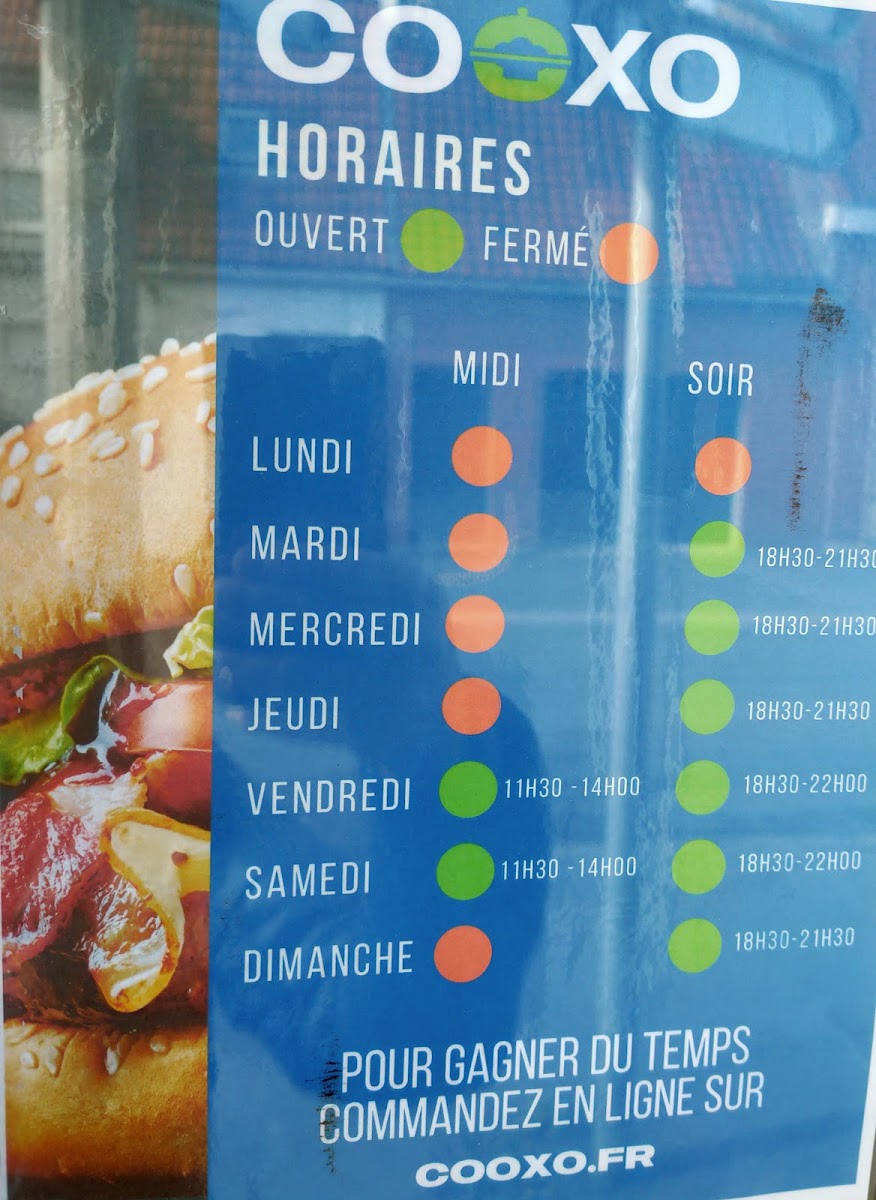 COOXO
HORAIRES
OUVERT FERMÉ
MIDI SOIR
LUNDI
MARDI 18H30-21H30
MERCREDI 18H30-21H30
JEUDI 18H30-21H30
VENDREDI 11H30 -14H00 18H30-22H00
SAMEDI 11H30 -14H00 18H30-22H00
DIMANCHE 18H30-21H30
POUR GAGNER DU TEMPS
COMMANDEZ EN LIGNE SUR
COOXO.FR